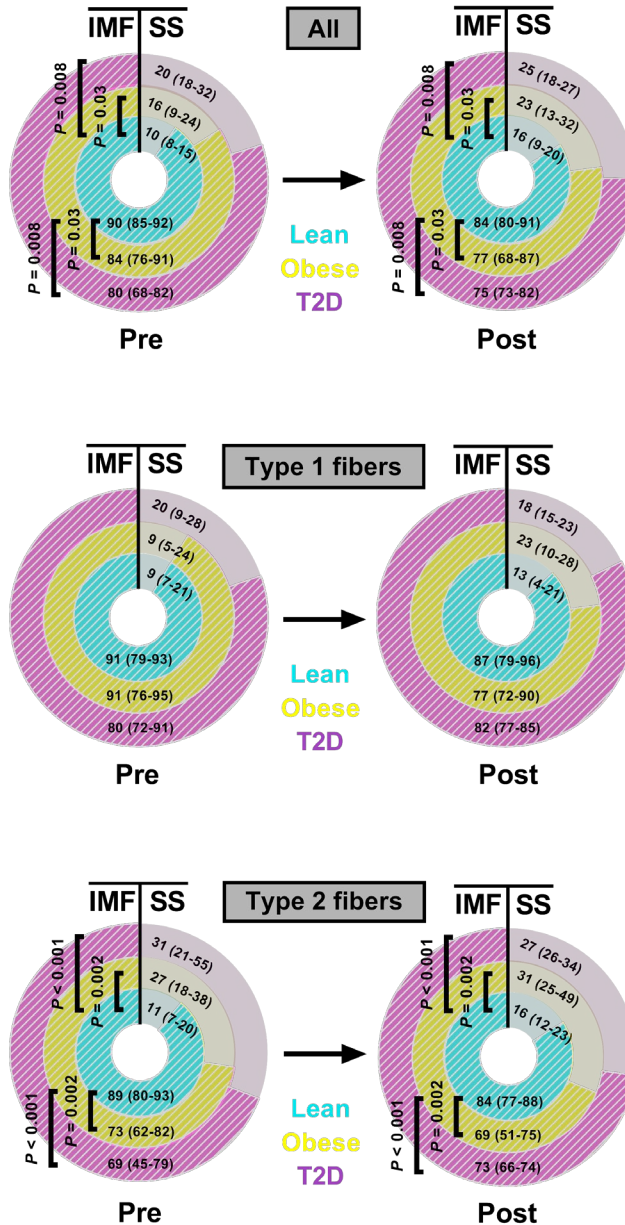 IMF SS
All
IMF SS
P = 0.008
P = 0.03
20 (18-32)
16 (9-24)
10 (8-15)
P = 0.008
P = 0.03
25 (18-27)
23 (13-32)
16 (9-20)
P = 0.008
P = 0.03
90 (85-92)
84 (76-91)
80 (68-82)
Lean
Obese
T2D
P = 0.008
P = 0.03
84 (80-91)
77 (68-87)
75 (73-82)
Pre
Post
IMF SS
Type 1 fibers
IMF SS
20 (9-28)
9 (5-24)
9 (7-21)
18 (15-23)
23 (10-28)
13 (4-21)
91 (79-93)
91 (76-95)
80 (72-91)
Lean
Obese
T2D
87 (79-96)
77 (72-90)
82 (77-85)
Pre
Post
IMF SS
Type 2 fibers
IMF SS
P < 0.001
P = 0.002
31 (21-55)
27 (18-38)
11 (7-20)
P < 0.001
P = 0.002
27 (26-34)
31 (25-49)
16 (12-23)
P < 0.001
P = 0.002
89 (80-93)
73 (62-82)
69 (45-79)
Lean
Obese
T2D
P < 0.001
P = 0.002
84 (77-88)
69 (51-75)
73 (66-74)
Pre
Post